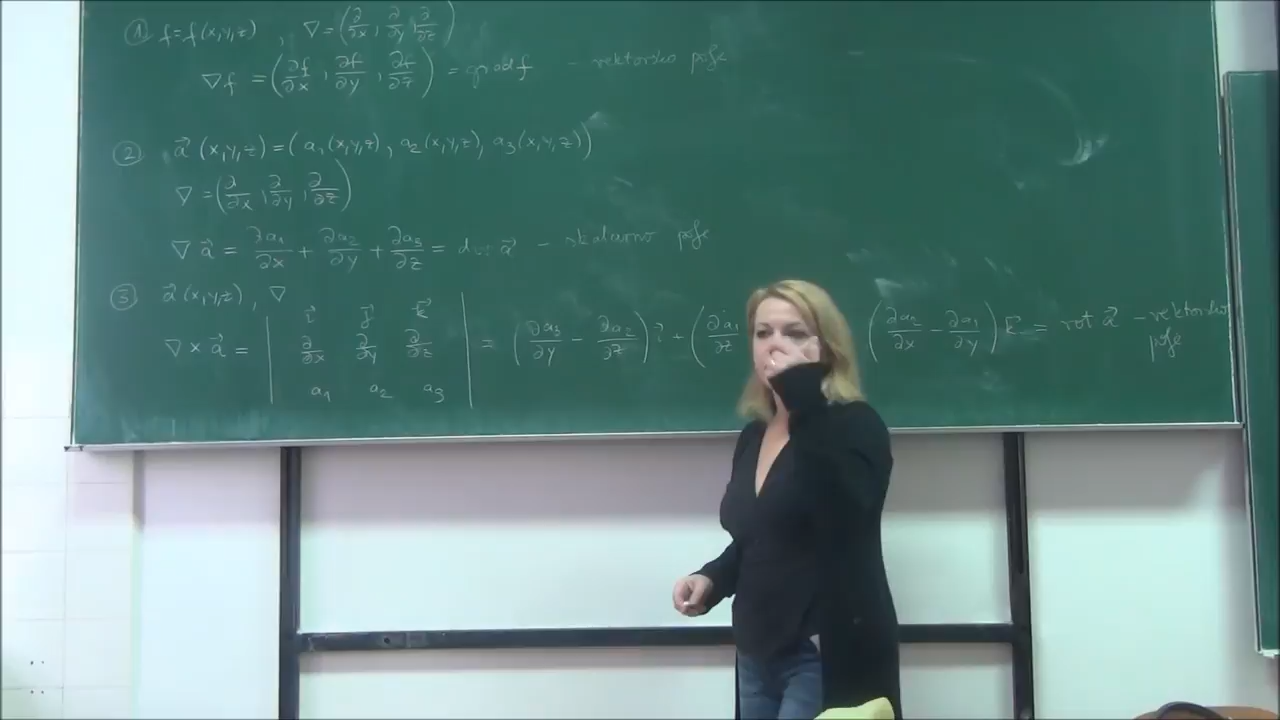 ① f=f(x,y,z) , ∇=(∂/∂x, ∂/∂y, ∂/∂z)
∇f = (∂f/∂x, ∂f/∂y, ∂f/∂z) = grad f – vektorsko polje
② a⃗(x,y,z)=(a₁(x,y,z), a₂(x,y,z), a₃(x,y,z))
∇ = (∂/∂x, ∂/∂y, ∂/∂z)
∇ a⃗ = ∂a₁/∂x + ∂a₂/∂y + ∂a₃/∂z = div a⃗ – skalarno polje
③ a⃗(x,y,z), ∇
∇ × a⃗ = | i⃗ j⃗ k⃗ ; ∂/∂x ∂/∂y ∂/∂z ; a₁ a₂ a₃ | = (∂a₃/∂y − ∂a₂/∂z) i⃗ + (∂a₁/∂z (∂a₂/∂x − ∂a₁/∂y) k⃗ = rot a⃗ – vektorsko
polje